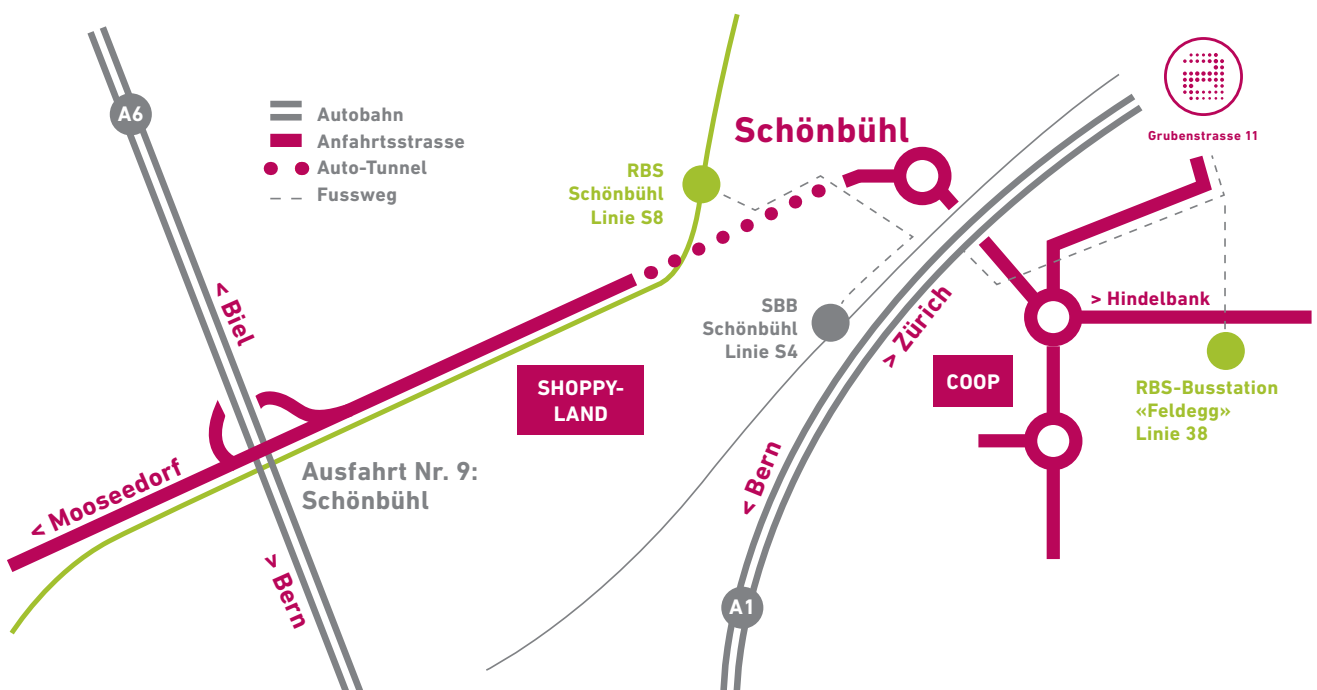 A6
Autobahn
Anfahrtsstrasse
Auto-Tunnel
Fussweg
RBS
Schönbühl
Linie S8
Schönbühl
Grubenstrasse 11
< Biel
SBB
Schönbühl
Linie S4
> Zürich
> Hindelbank
SHOPPY-
LAND
COOP
RBS-Busstation
«Feldegg»
Linie 38
< Mooseedorf
Ausfahrt Nr. 9:
Schönbühl
< Bern
> Bern
A1